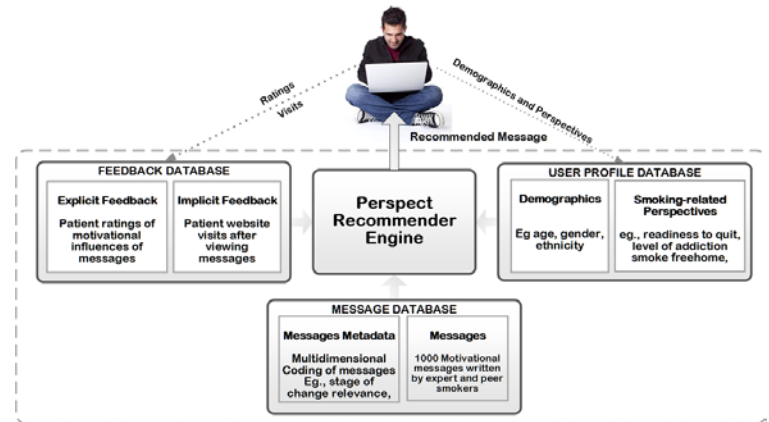 Ratings
Visits
Demographics and Perspectives
Recommended Message
FEEDBACK DATABASE
Explicit Feedback
Patient ratings of
motivational
influences of
messages
Implicit Feedback
Patient website
visits after
viewing
messages
Perspect
Recommender
Engine
USER PROFILE DATABASE
Demographics
Eg age, gender,
ethnicity
Smoking-related
Perspectives
eg., readiness to quit,
level of addiction
smoke freehome,
MESSAGE DATABASE
Messages Metadata
Multidimensional
Coding of messages
Eg., stage of
change relevance,
Messages
1000 Motivational
messages written
by expert and peer
smokers